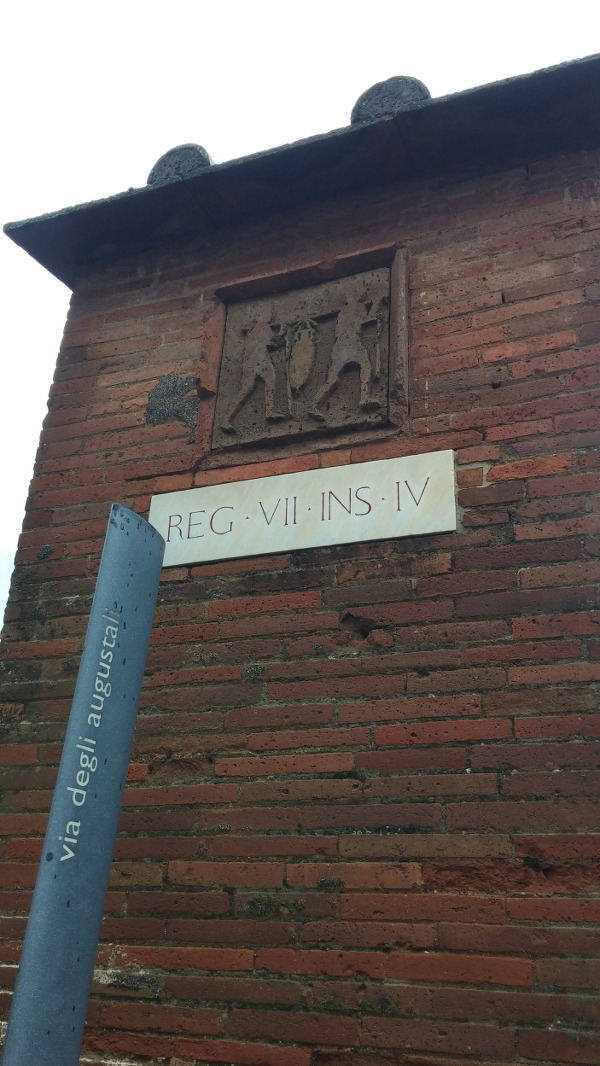 REG · VII · INS · IV
via degli augustali